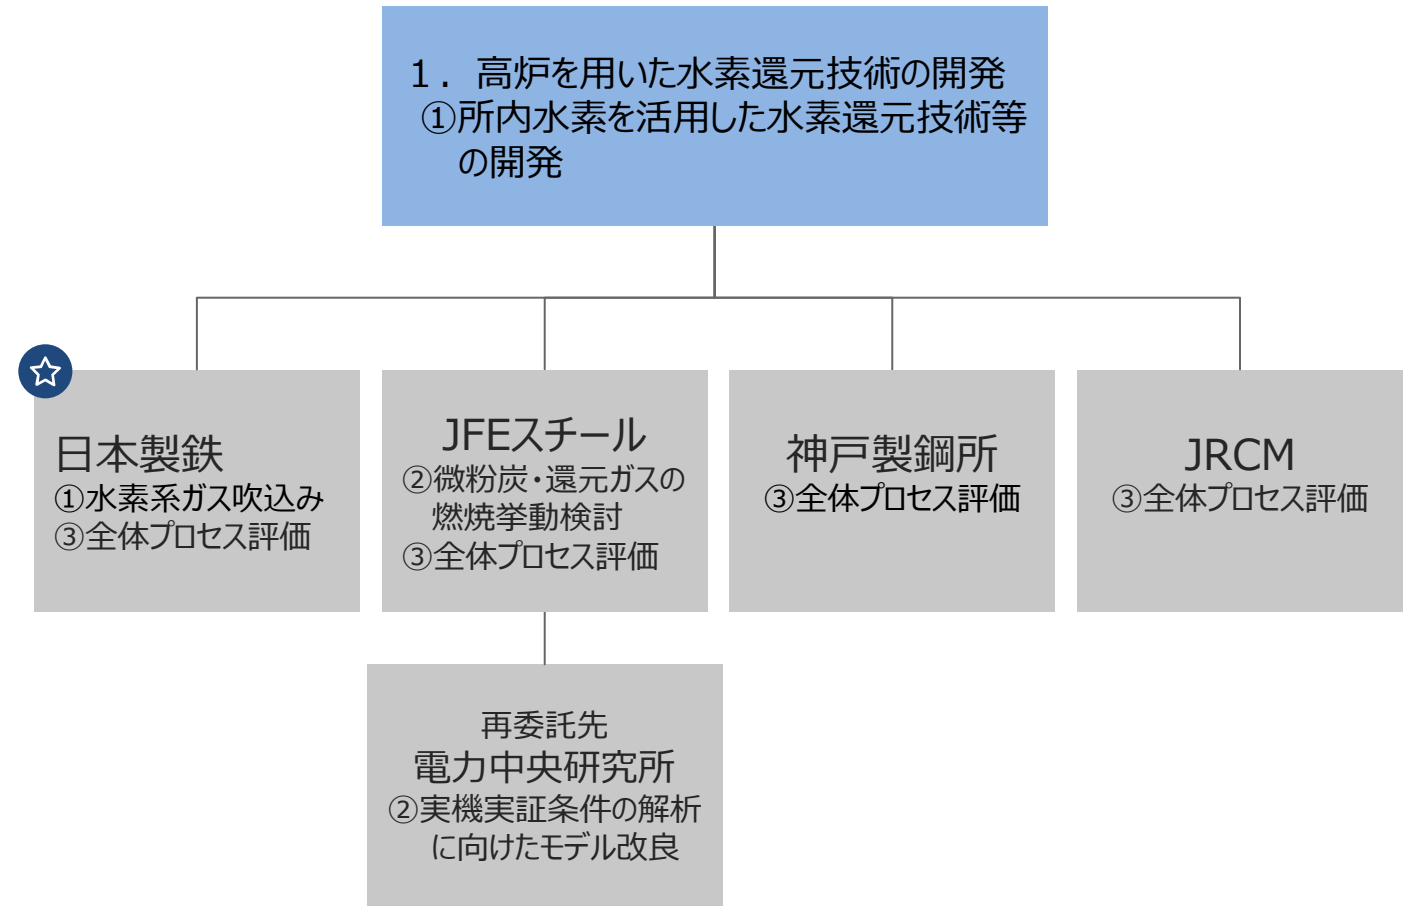 1．高炉を用いた水素還元技術の開発
①所内水素を活用した水素還元技術等
の開発
日本製鉄
①水素系ガス吹込み
③全体プロセス評価
JFEスチール
②微粉炭・還元ガスの
燃焼挙動検討
③全体プロセス評価
神戸製鋼所
③全体プロセス評価
JRCM
③全体プロセス評価
再委託先
電力中央研究所
②実機実証条件の解析
に向けたモデル改良